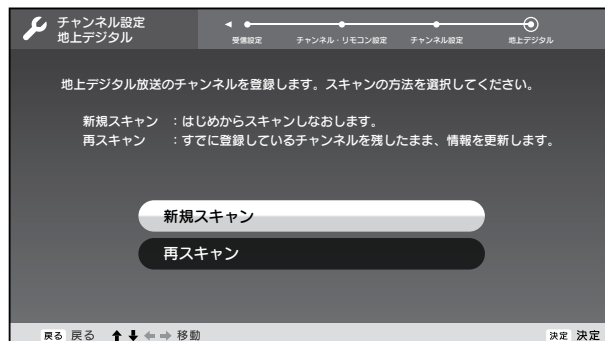 チャンネル設定
地上デジタル
受信設定
チャンネル・リモコン設定
チャンネル設定
地上デジタル
地上デジタル放送のチャンネルを登録します。スキャンの方法を選択してください。
新規スキャン ：はじめからスキャンしなおします。
再スキャン ：すでに登録しているチャンネルを残したまま、情報を更新します。
新規スキャン
再スキャン
戻る 戻る ↑↓←→ 移動 決定 決定